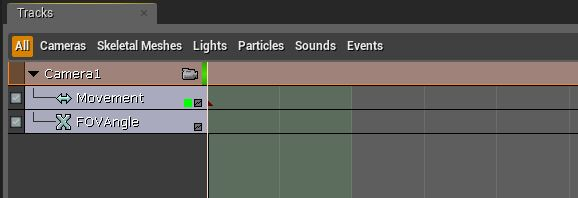 Tracks
All Cameras Skeletal Meshes Lights Particles Sounds Events
Camera1
Movement
FOVAngle